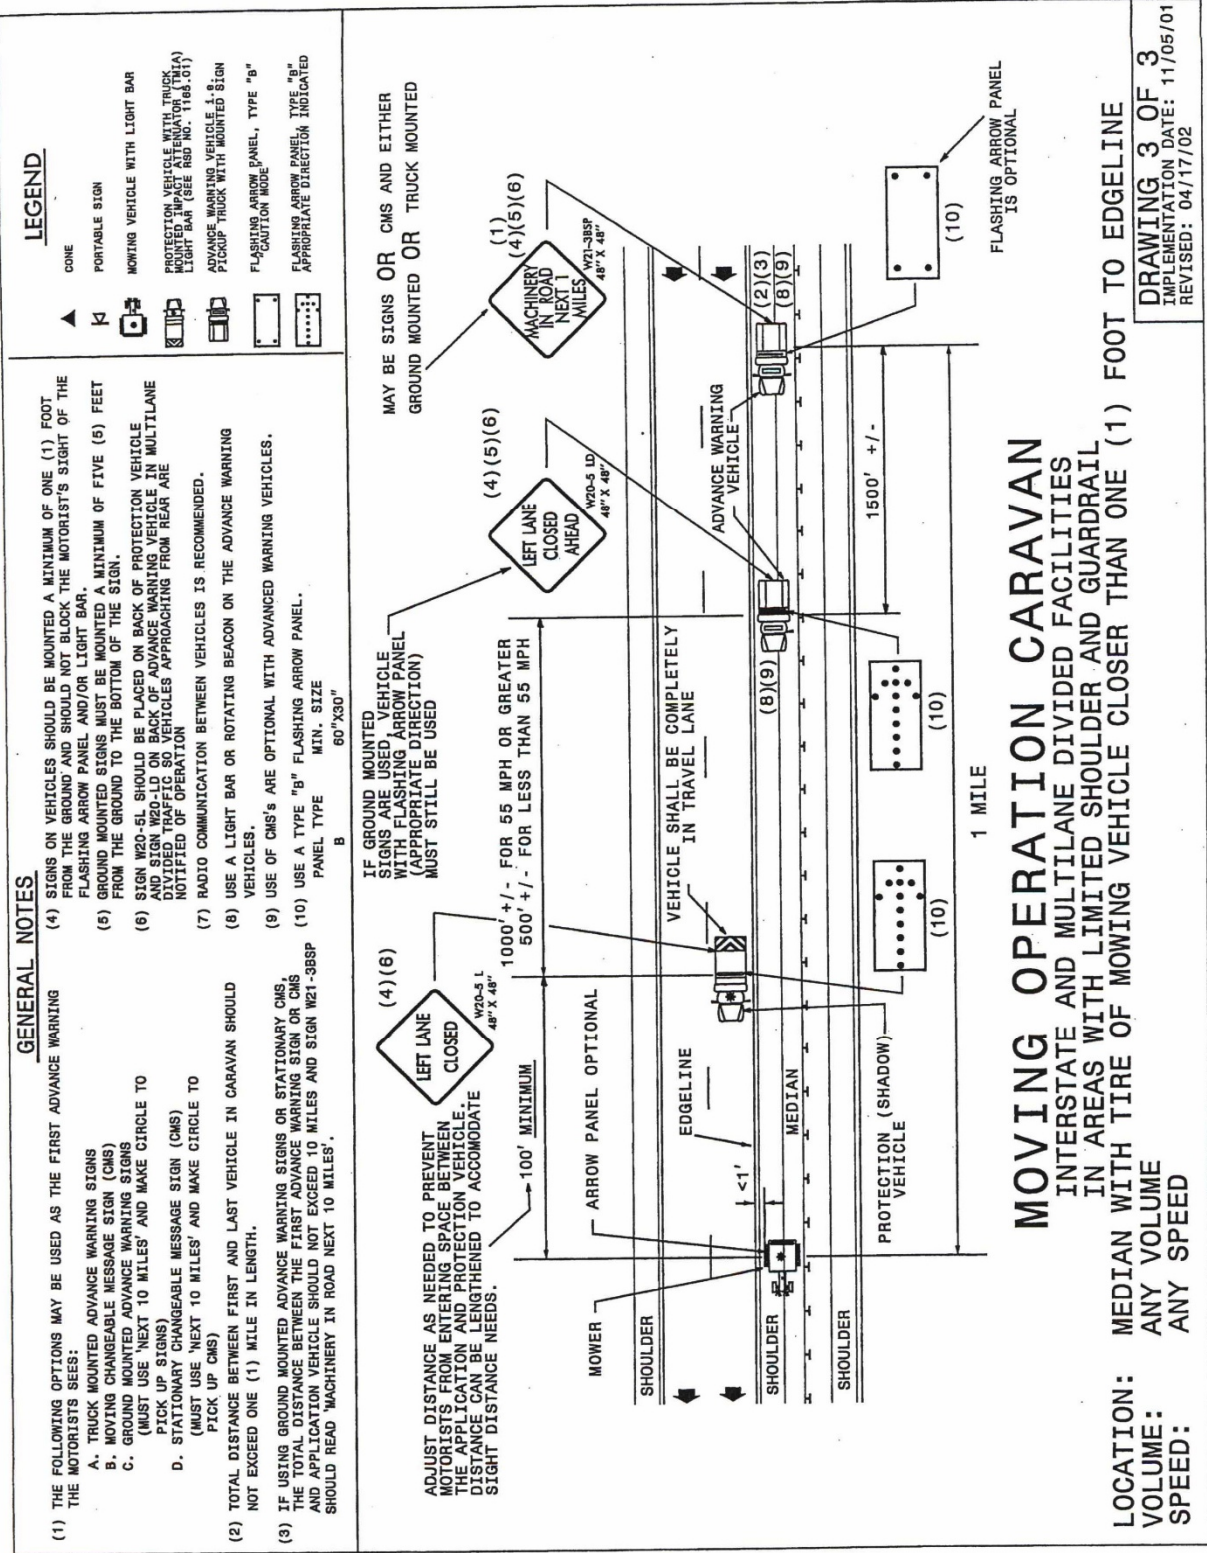 GENERAL NOTES
(1) THE FOLLOWING OPTIONS MAY BE USED AS THE FIRST ADVANCE WARNING
THE MOTORISTS SEES:
A. TRUCK MOUNTED ADVANCE WARNING SIGNS
B. MOVING CHANGEABLE MESSAGE SIGN (CMS)
C. GROUND MOUNTED ADVANCE WARNING SIGNS
(MUST USE 'NEXT 10 MILES' AND MAKE CIRCLE TO
PICK UP SIGNS)
D. STATIONARY CHANGEABLE MESSAGE SIGN (CMS)
(MUST USE 'NEXT 10 MILES' AND MAKE CIRCLE TO
PICK UP CMS)
(2) TOTAL DISTANCE BETWEEN FIRST AND LAST VEHICLE IN CARAVAN SHOULD
NOT EXCEED ONE (1) MILE IN LENGTH.
(3) IF USING GROUND MOUNTED ADVANCE WARNING SIGNS OR STATIONARY CMS,
THE TOTAL DISTANCE BETWEEN THE FIRST ADVANCE WARNING SIGN OR CMS
AND APPLICATION VEHICLE SHOULD NOT EXCEED 10 MILES AND SIGN W21-3BSP
SHOULD READ 'MACHINERY IN ROAD NEXT 10 MILES'.
(4) SIGNS ON VEHICLES SHOULD BE MOUNTED A MINIMUM OF ONE (1) FOOT
FROM THE GROUND AND SHOULD NOT BLOCK THE MOTORIST'S SIGHT OF THE
FLASHING ARROW PANEL AND/OR LIGHT BAR.
(5) GROUND MOUNTED SIGNS MUST BE MOUNTED A MINIMUM OF FIVE (5) FEET
FROM THE GROUND TO THE BOTTOM OF THE SIGN.
(6) SIGN W20-5L SHOULD BE PLACED ON BACK OF PROTECTION VEHICLE
AND SIGN W20-LD ON BACK OF ADVANCE WARNING VEHICLE IN MULTILANE
DIVIDED TRAFFIC SO VEHICLES APPROACHING FROM REAR ARE
NOTIFIED OF OPERATION
(7) RADIO COMMUNICATION BETWEEN VEHICLES IS RECOMMENDED.
(8) USE A LIGHT BAR OR ROTATING BEACON ON THE ADVANCE WARNING
VEHICLES.
(9) USE OF CMS's ARE OPTIONAL WITH ADVANCED WARNING VEHICLES.
(10) USE A TYPE "B" FLASHING ARROW PANEL.
PANEL TYPE MIN. SIZE
B 60"X30"
LEGEND
CONE
PORTABLE SIGN
MOWING VEHICLE WITH LIGHT BAR
PROTECTION VEHICLE WITH TRUCK
MOUNTED IMPACT ATTENUATOR (TMIA)
LIGHT BAR (SEE RSD NO. 1165.01)
ADVANCE WARNING VEHICLE i.e.
PICKUP TRUCK WITH MOUNTED SIGN
FLASHING ARROW PANEL, TYPE "B"
"CAUTION MODE"
FLASHING ARROW PANEL, TYPE "B"
APPROPRIATE DIRECTION INDICATED
ADJUST DISTANCE AS NEEDED TO PREVENT
MOTORISTS FROM ENTERING SPACE BETWEEN
THE APPLICATION AND PROTECTION VEHICLE.
DISTANCE CAN BE LENGTHENED TO ACCOMODATE
SIGHT DISTANCE NEEDS.
LEFT LANE
CLOSED
(4)(6)
W20-5 L
48" X 48"
IF GROUND MOUNTED
SIGNS ARE USED, VEHICLE
WITH FLASHING ARROW PANEL
(APPROPRIATE DIRECTION)
MUST STILL BE USED
LEFT LANE
CLOSED
AHEAD
(4)(5)(6)
W20-5 LD
48" X 48"
MAY BE SIGNS OR CMS AND EITHER
GROUND MOUNTED OR TRUCK MOUNTED
MACHINERY
IN ROAD
NEXT 1
MILES
(1)
(4)(5)(6)
W21-3BSP
48" X 48"
100' MINIMUM
1000' +/- FOR 55 MPH OR GREATER
500' +/- FOR LESS THAN 55 MPH
MOWER
ARROW PANEL OPTIONAL
EDGELINE
VEHICLE SHALL BE COMPLETELY
IN TRAVEL LANE
ADVANCE WARNING
VEHICLE
SHOULDER
<1'
SHOULDER
MEDIAN
(8)(9)
(2)(3)
(8)(9)
SHOULDER
PROTECTION (SHADOW)
VEHICLE
(10)
(10)
1500' +/-
(10)
FLASHING ARROW PANEL
IS OPTIONAL
1 MILE
MOVING OPERATION CARAVAN
INTERSTATE AND MULTILANE DIVIDED FACILITIES
IN AREAS WITH LIMITED SHOULDER AND GUARDRAIL
LOCATION: MEDIAN WITH TIRE OF MOWING VEHICLE CLOSER THAN ONE (1) FOOT TO EDGELINE
VOLUME: ANY VOLUME
SPEED: ANY SPEED
DRAWING 3 OF 3
IMPLEMENTATION DATE: 11/05/01
REVISED: 04/17/02